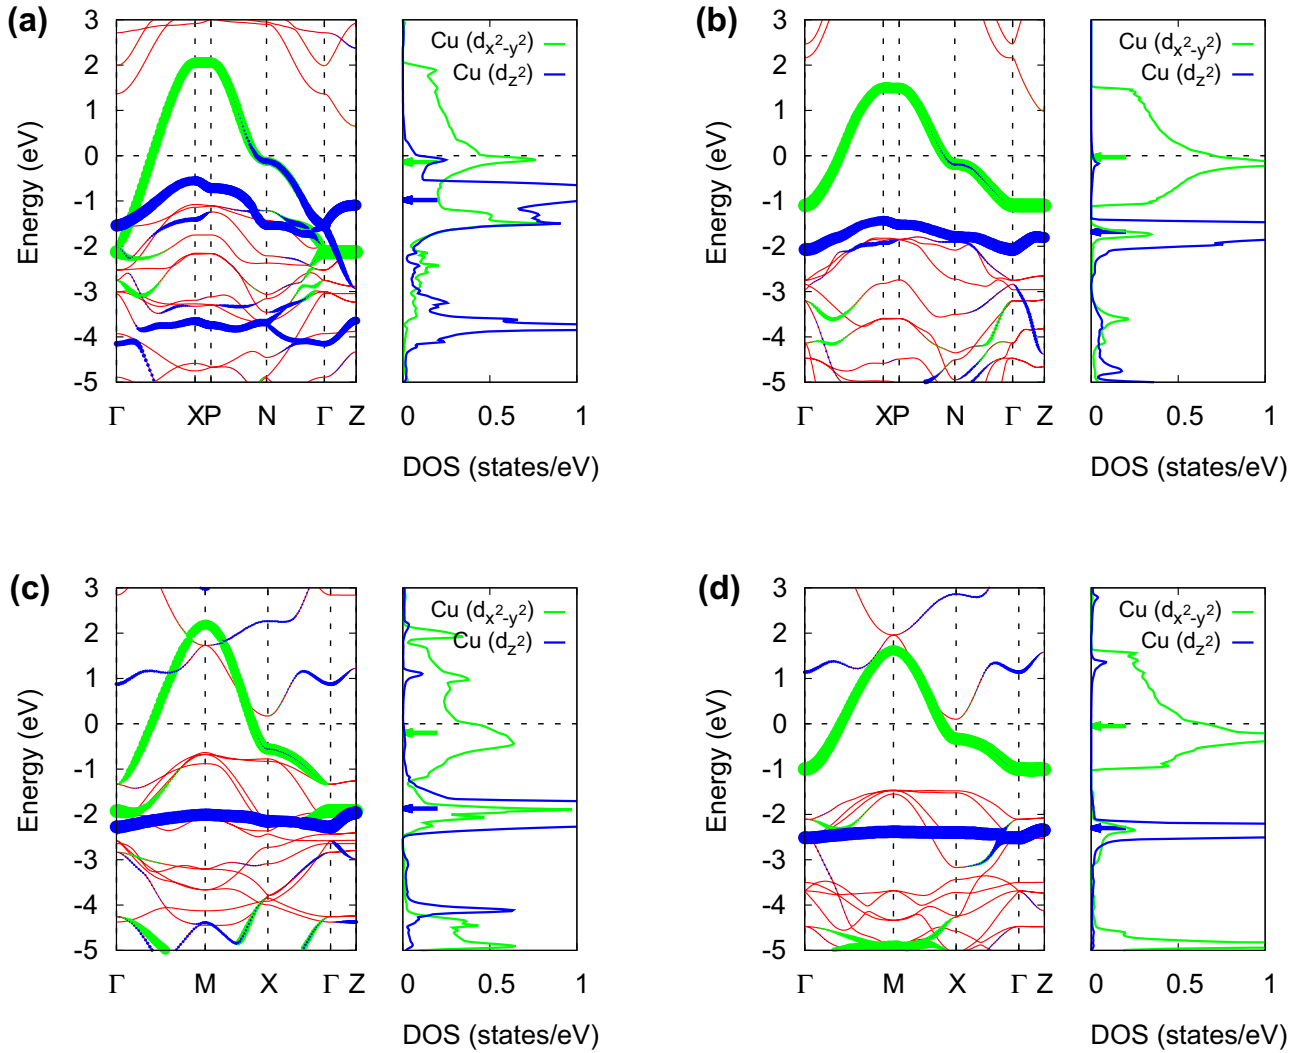 (a)
3
2
1
0
-1
-2
-3
-4
-5
Energy (eV)
Γ X P N Γ Z
Cu (dx²-y²)
Cu (dz²)
0 0.5 1
DOS (states/eV)
(b)
3
2
1
0
-1
-2
-3
-4
-5
Energy (eV)
Γ X P N Γ Z
Cu (dx²-y²)
Cu (dz²)
0 0.5 1
DOS (states/eV)
(c)
3
2
1
0
-1
-2
-3
-4
-5
Energy (eV)
Γ M X Γ Z
Cu (dx²-y²)
Cu (dz²)
0 0.5 1
DOS (states/eV)
(d)
3
2
1
0
-1
-2
-3
-4
-5
Energy (eV)
Γ M X Γ Z
Cu (dx²-y²)
Cu (dz²)
0 0.5 1
DOS (states/eV)